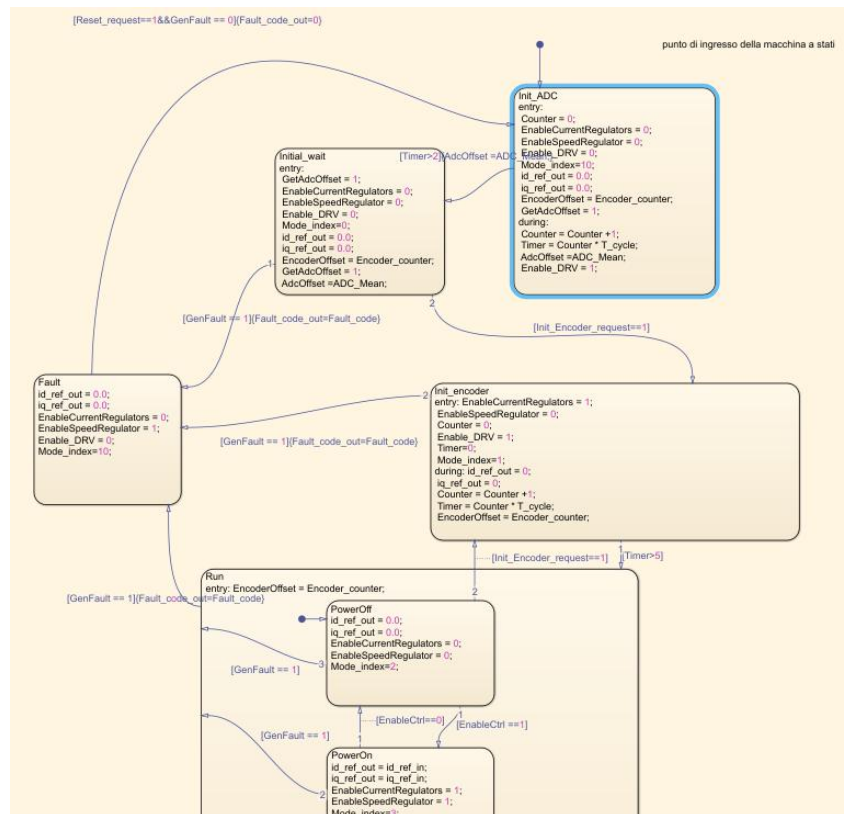 [Reset_request==1&&GenFault == 0]{Fault_code_out=0}
punto di ingresso della macchina a stati
Init_ADC
entry:
Counter = 0;
EnableCurrentRegulators = 0;
EnableSpeedRegulator = 0;
Enable_DRV = 0;
Mode_index=10;
id_ref_out = 0.0;
iq_ref_out = 0.0;
EncoderOffset = Encoder_counter;
GetAdcOffset = 1;
during:
Counter = Counter +1;
Timer = Counter * T_cycle;
AdcOffset =ADC_Mean;
Enable_DRV = 1;
[Timer>2]{AdcOffset =ADC_Mean;}
Initial_wait
entry:
GetAdcOffset = 1;
EnableCurrentRegulators = 0;
EnableSpeedRegulator = 0;
Enable_DRV = 0;
Mode_index=0;
id_ref_out = 0.0;
iq_ref_out = 0.0;
EncoderOffset = Encoder_counter;
GetAdcOffset = 1;
AdcOffset =ADC_Mean;
1
2
[GenFault == 1]{Fault_code_out=Fault_code}
[Init_Encoder_request==1]
Fault
id_ref_out = 0.0;
iq_ref_out = 0.0;
EnableCurrentRegulators = 0;
EnableSpeedRegulator = 1;
Enable_DRV = 0;
Mode_index=10;
2
[GenFault == 1]{Fault_code_out=Fault_code}
Init_encoder
entry: EnableCurrentRegulators = 1;
EnableSpeedRegulator = 0;
Counter = 0;
Enable_DRV = 1;
Timer=0;
Mode_index=1;
during: id_ref_out = 0;
iq_ref_out = 0;
Counter = Counter +1;
Timer = Counter * T_cycle;
EncoderOffset = Encoder_counter;
[Init_Encoder_request==1]
1
[Timer>5]
Run
entry: EncoderOffset = Encoder_counter;
[GenFault == 1]{Fault_code_out=Fault_code}
2
PowerOff
id_ref_out = 0.0;
iq_ref_out = 0.0;
EnableCurrentRegulators = 0;
EnableSpeedRegulator = 0;
Mode_index=2;
3
[GenFault == 1]
1
[EnableCtrl==0]
[EnableCtrl ==1]
[GenFault == 1]
1
PowerOn
id_ref_out = id_ref_in;
iq_ref_out = iq_ref_in;
EnableCurrentRegulators = 1;
EnableSpeedRegulator = 1;
Mode_index=3;
2